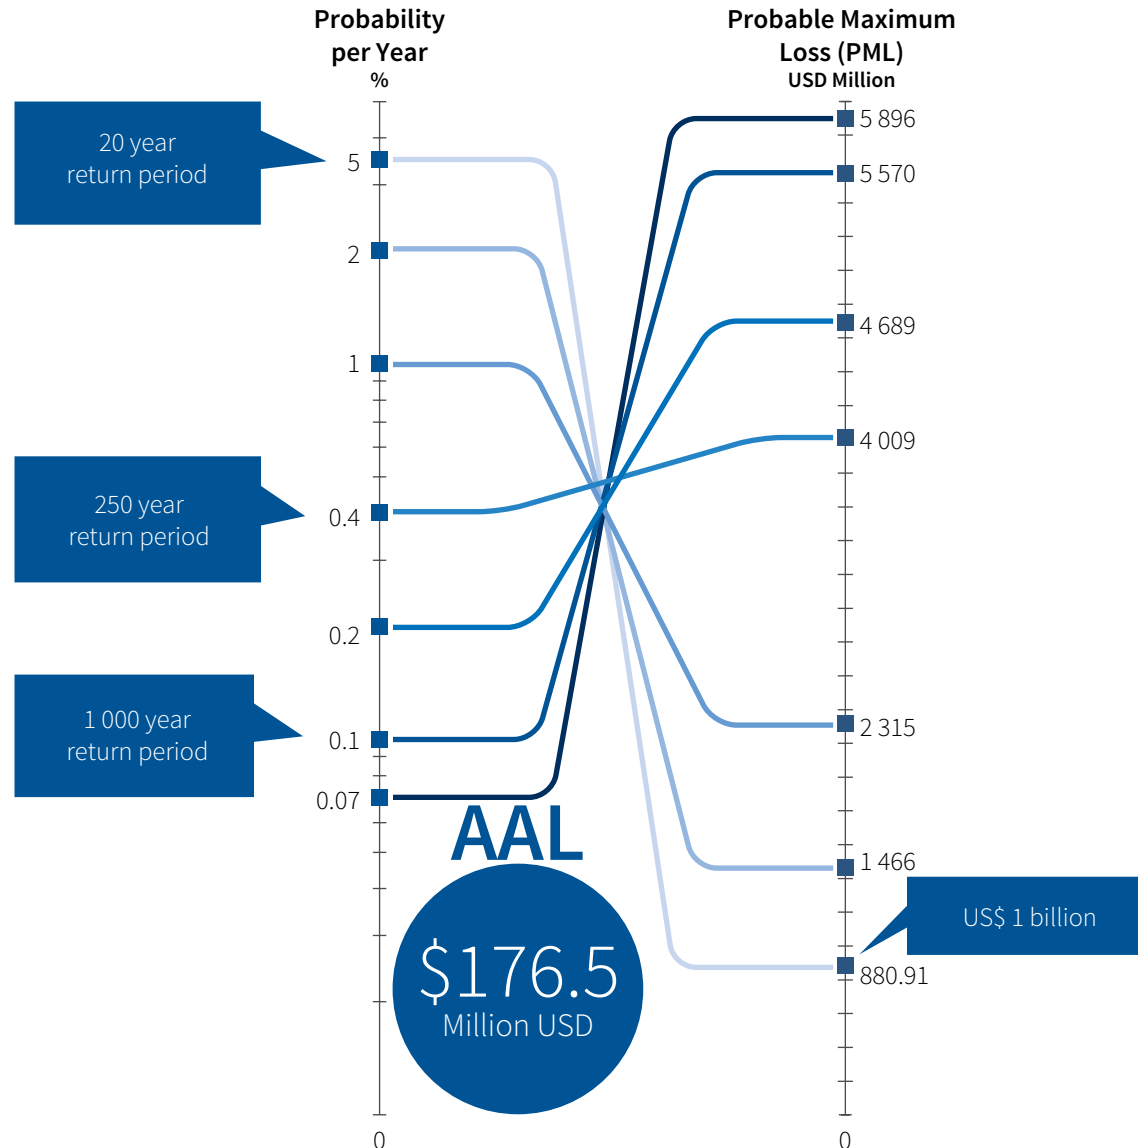 Probability
per Year
%
Probable Maximum
Loss (PML)
USD Million
20 year
return period
250 year
return period
1 000 year
return period
5
2
1
0.4
0.2
0.1
0.07
0
5 896
5 570
4 689
4 009
2 315
1 466
880.91
0
US$ 1 billion
AAL
$176.5
Million USD